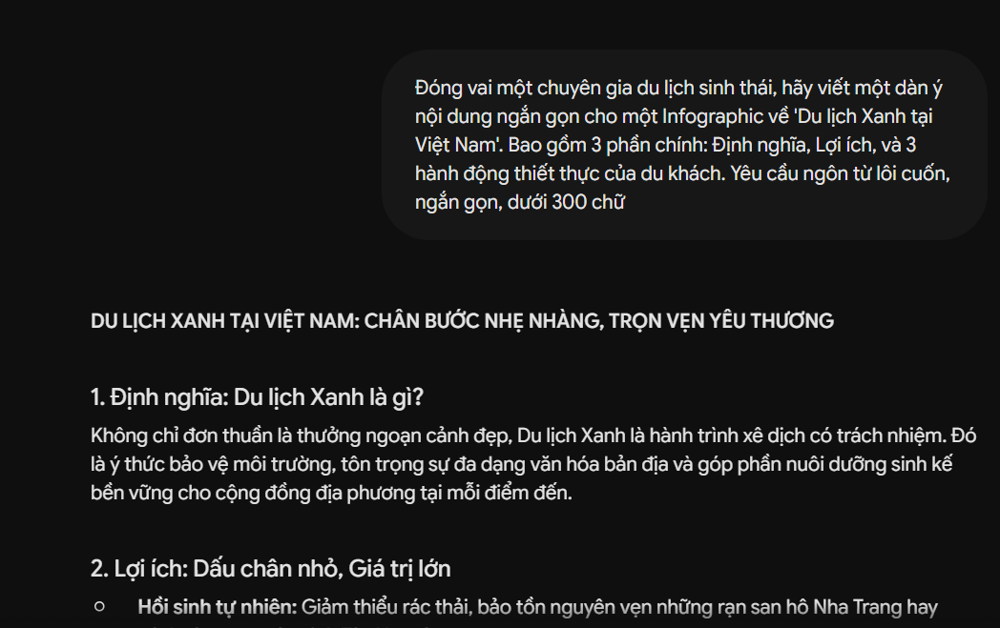 Đóng vai một chuyên gia du lịch sinh thái, hãy viết một dàn ý
nội dung ngắn gọn cho một Infographic về 'Du lịch Xanh tại
Việt Nam'. Bao gồm 3 phần chính: Định nghĩa, Lợi ích, và 3
hành động thiết thực của du khách. Yêu cầu ngôn từ lôi cuốn,
ngắn gọn, dưới 300 chữ
DU LỊCH XANH TẠI VIỆT NAM: CHÂN BƯỚC NHẸ NHÀNG, TRỌN VẸN YÊU THƯƠNG
1. Định nghĩa: Du lịch Xanh là gì?
Không chỉ đơn thuần là thưởng ngoạn cảnh đẹp, Du lịch Xanh là hành trình xê dịch có trách nhiệm. Đó
là ý thức bảo vệ môi trường, tôn trọng sự đa dạng văn hóa bản địa và góp phần nuôi dưỡng sinh kế
bền vững cho cộng đồng địa phương tại mỗi điểm đến.
2. Lợi ích: Dấu chân nhỏ, Giá trị lớn
Hồi sinh tự nhiên: Giảm thiểu rác thải, bảo tồn nguyên vẹn những rạn san hô Nha Trang hay